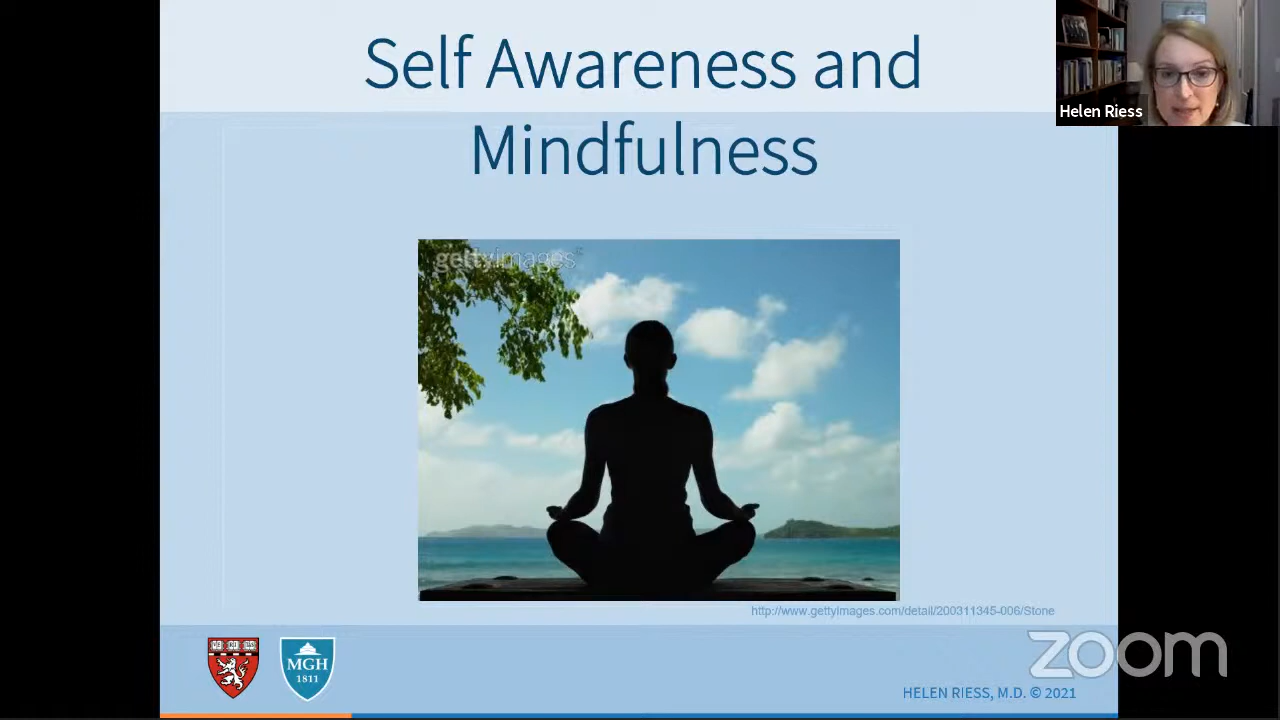 Self Awareness and
Mindfulness
Helen Riess
gettyimages
http://www.gettyimages.com/detail/200311345-006/Stone
MGH
1811
zoom
HELEN RIESS, M.D. © 2021